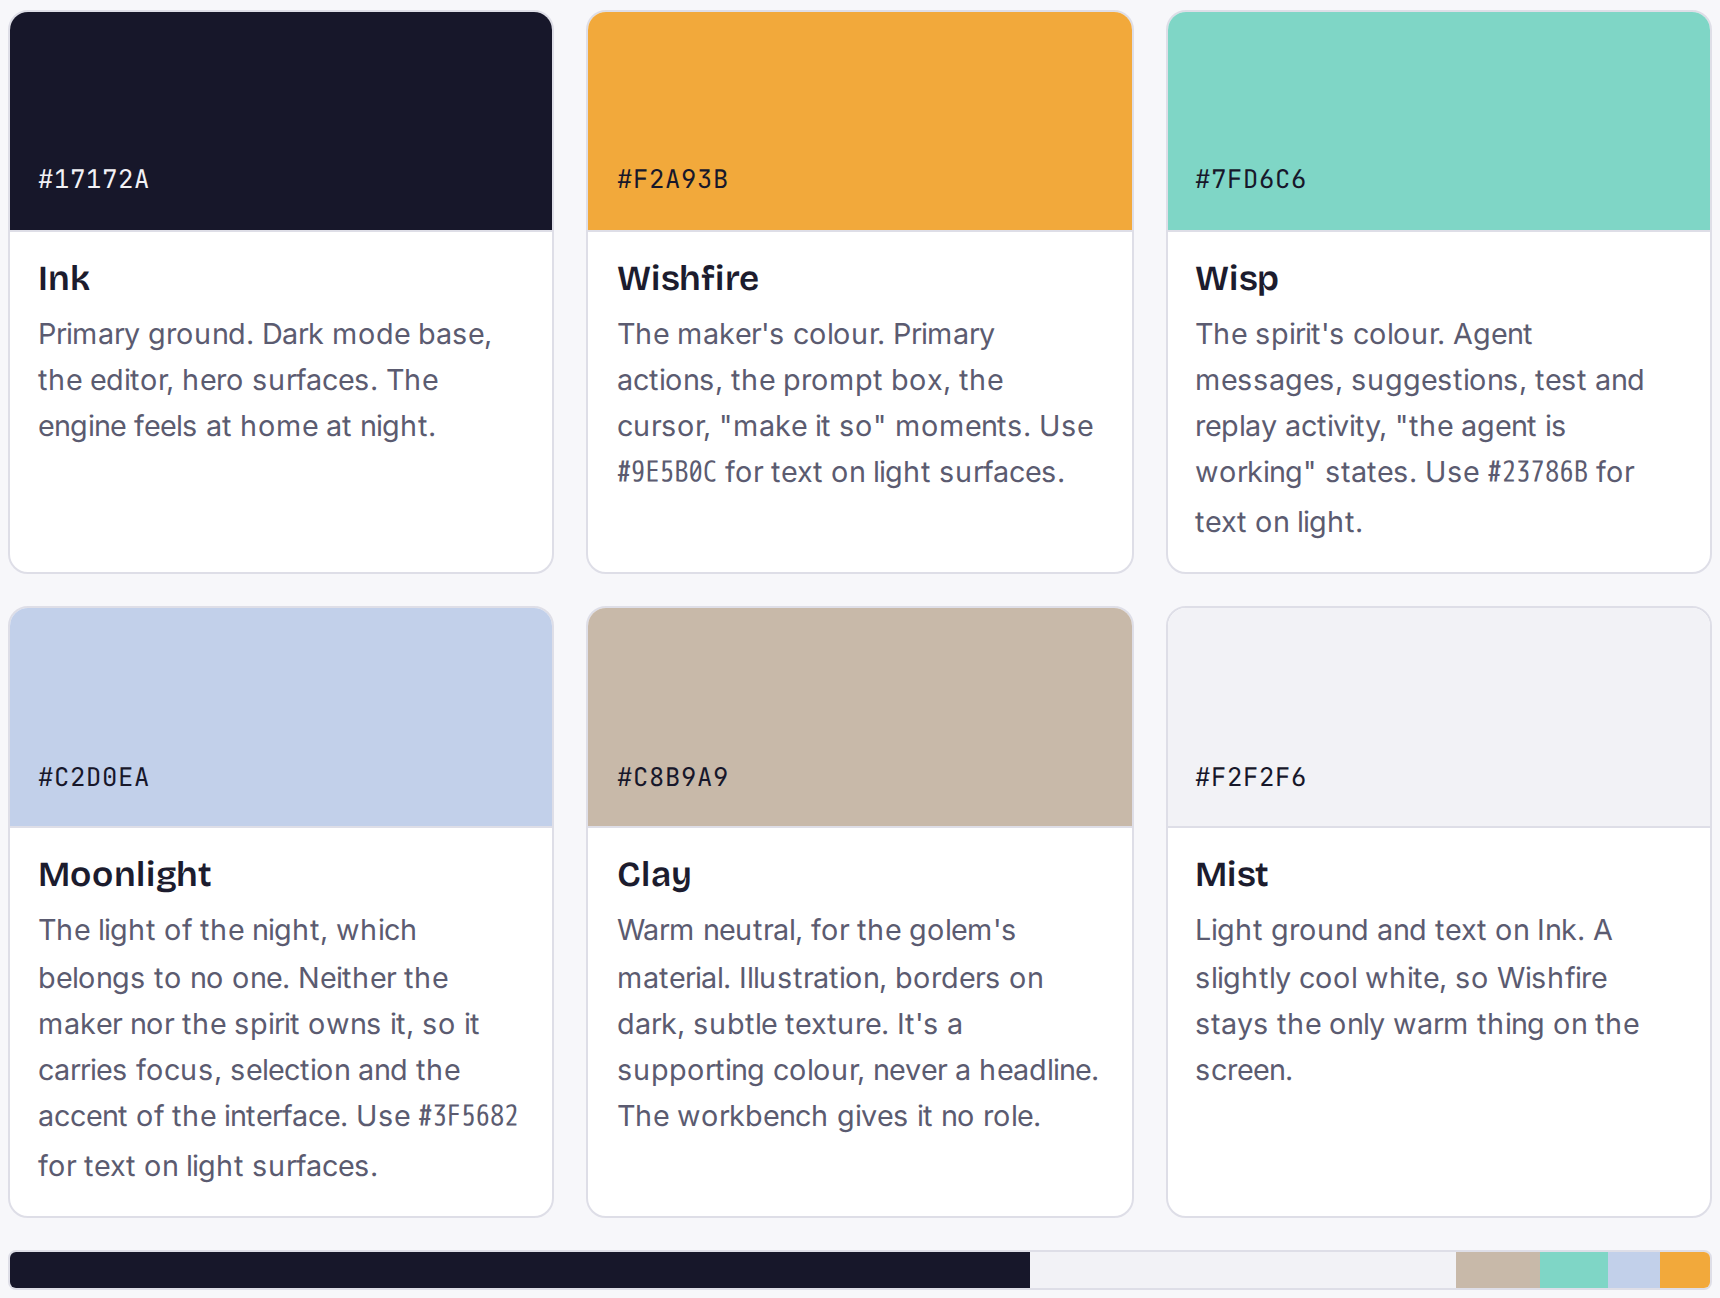 #17172A
Ink
Primary ground. Dark mode base,
the editor, hero surfaces. The
engine feels at home at night.
#F2A93B
Wishfire
The maker's colour. Primary
actions, the prompt box, the
cursor, "make it so" moments. Use
#9E5B0C for text on light surfaces.
#7FD6C6
Wisp
The spirit's colour. Agent
messages, suggestions, test and
replay activity, "the agent is
working" states. Use #23786B for
text on light.
#C2D0EA
Moonlight
The light of the night, which
belongs to no one. Neither the
maker nor the spirit owns it, so it
carries focus, selection and the
accent of the interface. Use #3F5682
for text on light surfaces.
#C8B9A9
Clay
Warm neutral, for the golem's
material. Illustration, borders on
dark, subtle texture. It's a
supporting colour, never a headline.
The workbench gives it no role.
#F2F2F6
Mist
Light ground and text on Ink. A
slightly cool white, so Wishfire
stays the only warm thing on the
screen.